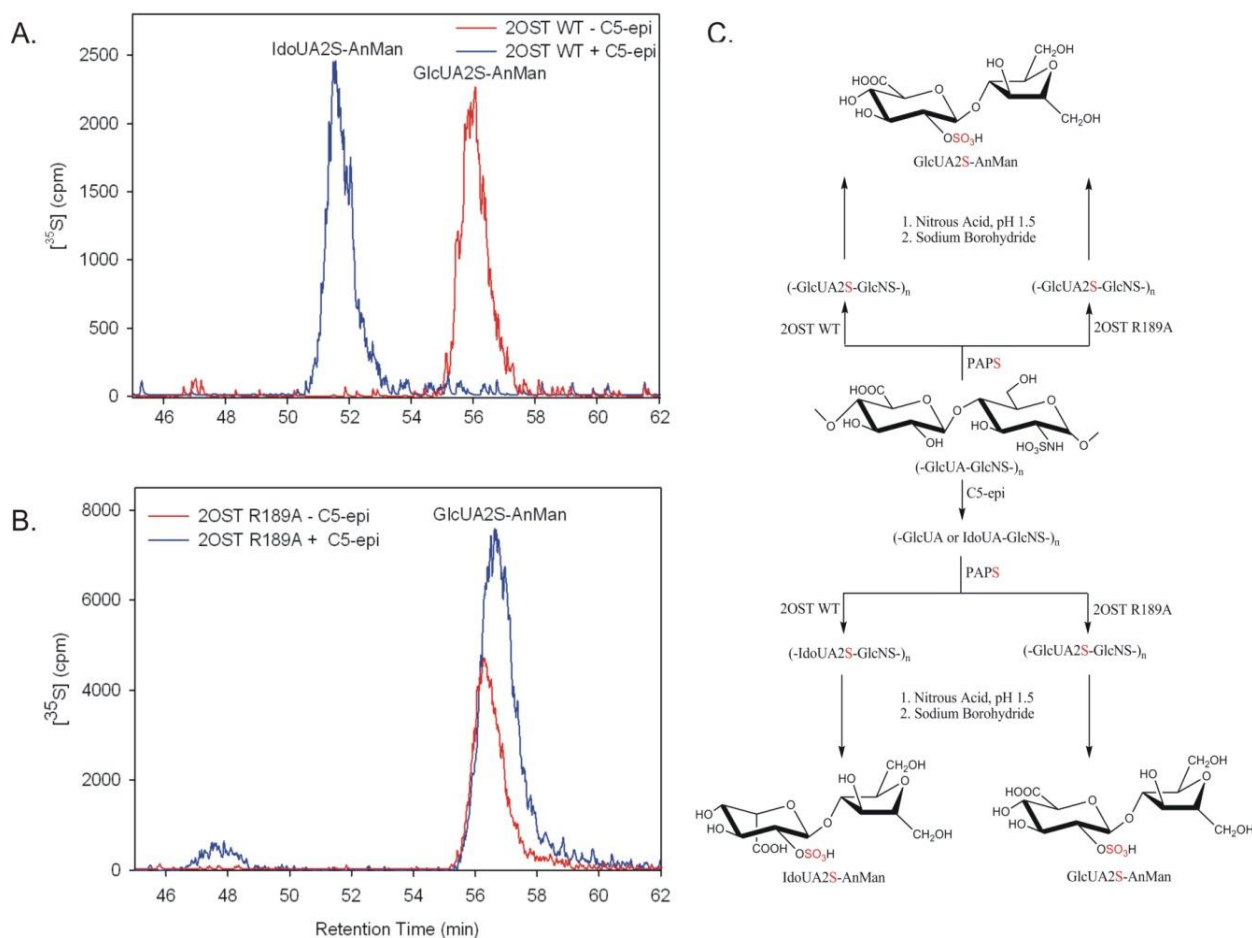 A.
2OST WT - C5-epi
2OST WT + C5-epi
IdoUA2S-AnMan
GlcUA2S-AnMan
[³⁵S] (cpm)
2500
2000
1500
1000
500
0
46 48 50 52 54 56 58 60 62
B.
2OST R189A - C5-epi
2OST R189A + C5-epi
GlcUA2S-AnMan
[³⁵S] (cpm)
8000
6000
4000
2000
0
46 48 50 52 54 56 58 60 62
Retention Time (min)
C.
CH₂OH
HOOC
HO
O
HO
O
HO
O
CH₂OH
OSO₃H
GlcUA2S-AnMan
1. Nitrous Acid, pH 1.5
2. Sodium Borohydride
(-GlcUA2S-GlcNS-)ₙ
(-GlcUA2S-GlcNS-)ₙ
2OST WT
2OST R189A
PAPS
OH
HOOC
O
O
O
O
HO
HO
OH
HO₃SNH
O
(-GlcUA-GlcNS-)ₙ
C5-epi
(-GlcUA or IdoUA-GlcNS-)ₙ
PAPS
2OST WT
2OST R189A
(-IdoUA2S-GlcNS-)ₙ
(-GlcUA2S-GlcNS-)ₙ
1. Nitrous Acid, pH 1.5
2. Sodium Borohydride
CH₂OH
HO
O
HO
O
O
HO
CH₂OH
COOH
OSO₃H
IdoUA2S-AnMan
CH₂OH
HO
O
HOOC
O
HO
HO
O
CH₂OH
OSO₃H
GlcUA2S-AnMan